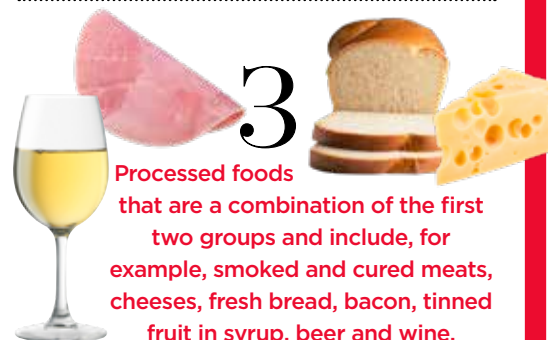 3
Processed foods
that are a combination of the first
two groups and include, for
example, smoked and cured meats,
cheeses, fresh bread, bacon, tinned
fruit in syrup, beer and wine.